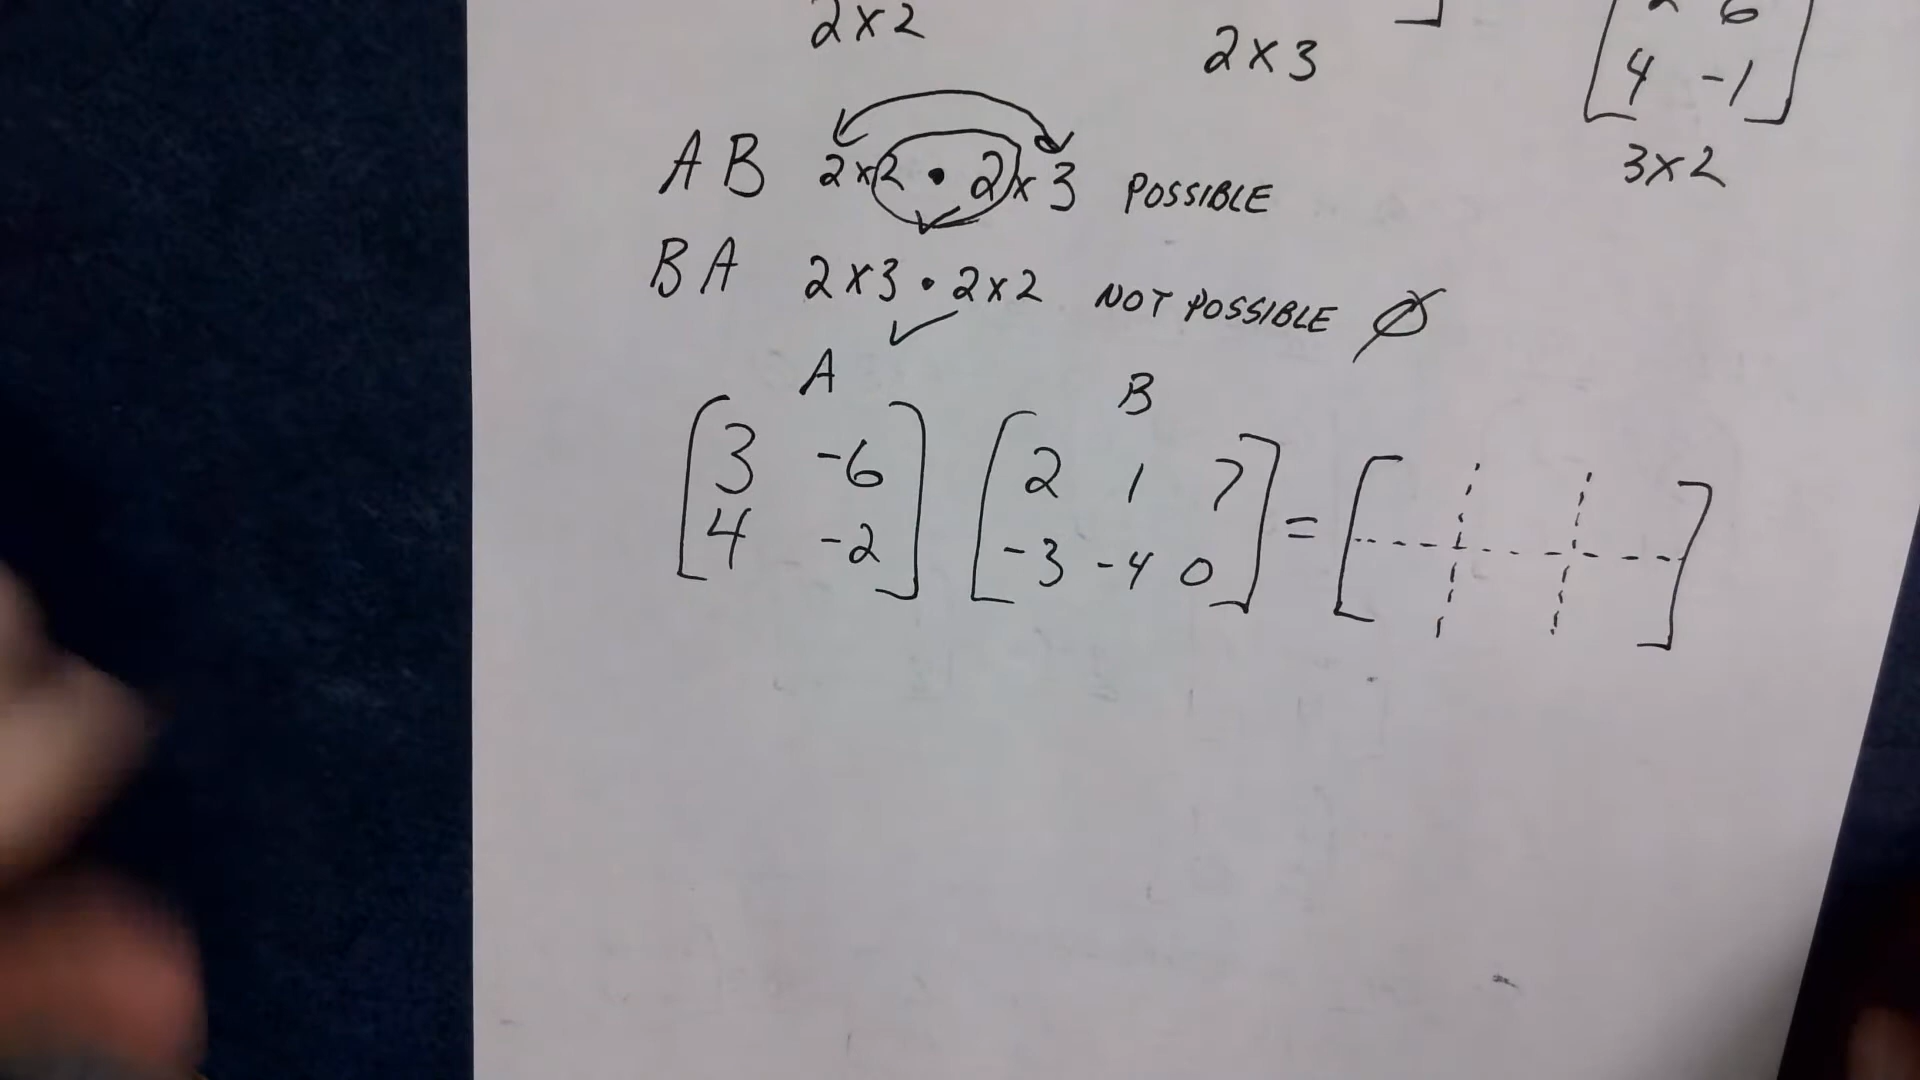 2x2
2x3
6
4 -1
3x2
AB 2x2 • 2x3 POSSIBLE
BA 2x3 • 2x2 NOT POSSIBLE ∅
A B
[3 -6] [2 1 7] = [ ]
[4 -2] [-3 -4 0]